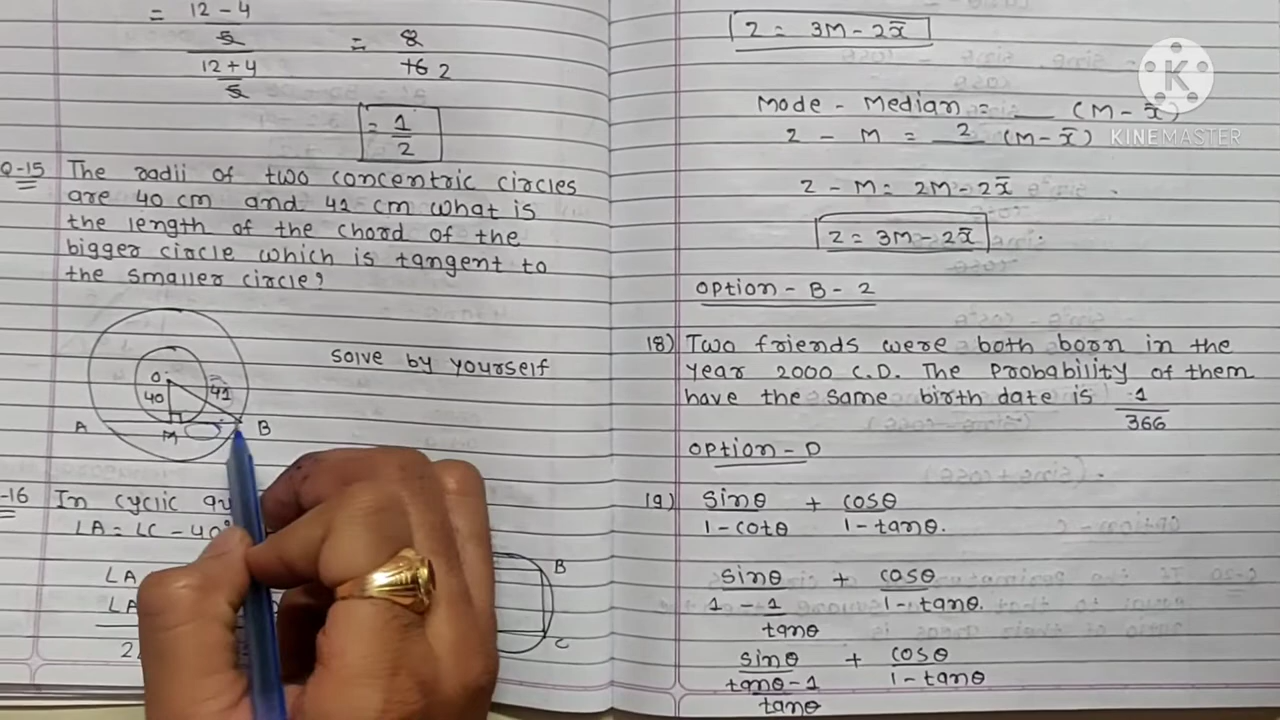 = 12 - 4
5
12 + 4
5
= 8
16 2
= 1
2
Q-15 The radii of two concentric circles
are 40 cm and 41 cm what is
the length of the chord of the
bigger circle which is tangent to
the smaller circle?
Solve by yourself
O
40
41
A
M
B
-16 In cyclic
∠A = ∠C - 40°
∠A
∠A
B
C
Z = 3M - 2x̄
K
KINEMASTER
Mode - Median = __ (M - x̄)
Z - M = 2 (M - x̄)
Z - M = 2M - 2x̄
Z = 3M - 2x̄
option - B - 2
18) Two friends were both born in the
year 2000 C.D. The Probability of them
have the same birth date is 1
366
option - D
19) sinθ + cosθ
1 - cotθ 1 - tanθ.
sinθ + cosθ
1 - 1 1 - tanθ.
tanθ
sinθ + cosθ
tanθ - 1 1 - tanθ
tanθ